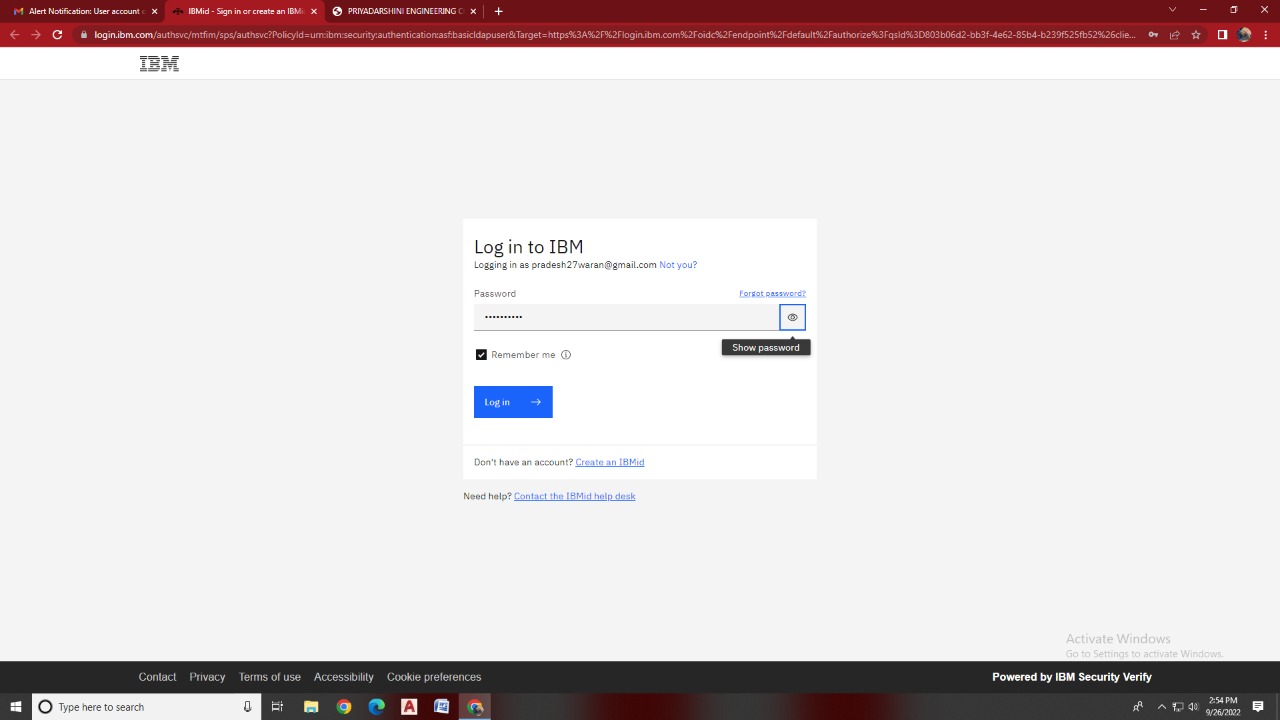 Alert Notification: User account c
IBMid - Sign in or create an IBMi
PRIYADARSHINI ENGINEERING C
login.ibm.com/authsvc/mtfim/sps/authsvc?PolicyId=urn:ibm:security:authentication:asf:basicldapuser&Target=https%3A%2F%2Flogin.ibm.com%2Foidc%2Fendpoint%2Fdefault%2Fauthorize%3FqsId%3D803b06d2-bb3f-4e62-85b4-b239f525fb52%26clie...
IBM
Log in to IBM
Logging in as pradesh27waran@gmail.com Not you?
Password Forgot password?
••••••••••
Show password
Remember me
Log in
Don't have an account? Create an IBMid
Need help? Contact the IBMid help desk
Activate Windows
Go to Settings to activate Windows.
Contact Privacy Terms of use Accessibility Cookie preferences Powered by IBM Security Verify
Type here to search
2:54 PM
9/26/2022